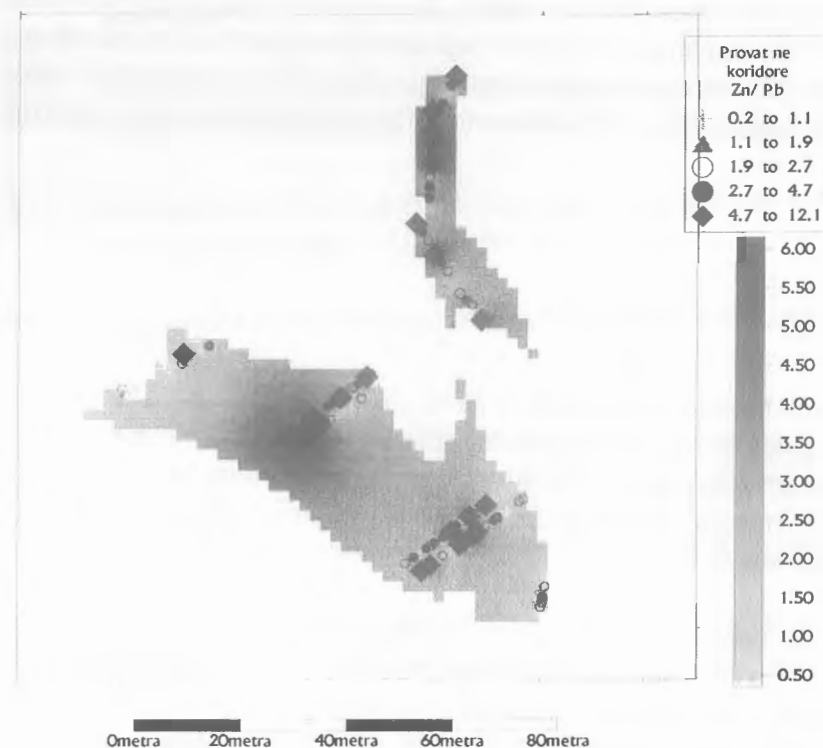 Provat ne
koridore
Zn/ Pb
0.2 to 1.1
1.1 to 1.9
1.9 to 2.7
2.7 to 4.7
4.7 to 12.1
6.00
5.50
5.00
4.50
4.00
3.50
3.00
2.50
2.00
1.50
1.00
0.50
0metra 20metra 40metra 60metra 80metra